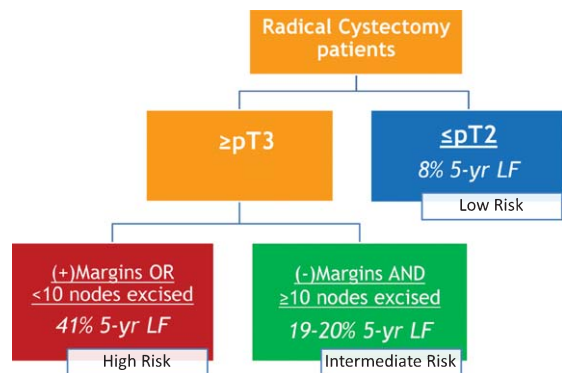 Radical Cystectomy
patients
≥pT3
≤pT2
8% 5-yr LF
Low Risk
(+)Margins OR
<10 nodes excised
41% 5-yr LF
High Risk
(-)Margins AND
≥10 nodes excised
19-20% 5-yr LF
Intermediate Risk